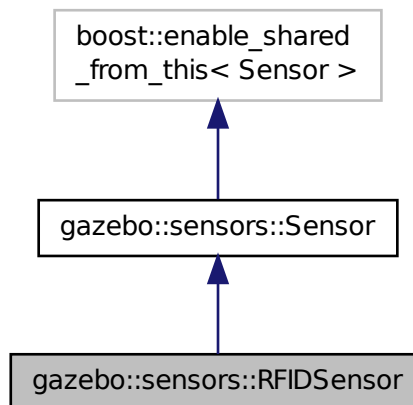 boost::enable_shared
_from_this< Sensor >
gazebo::sensors::Sensor
gazebo::sensors::RFIDSensor